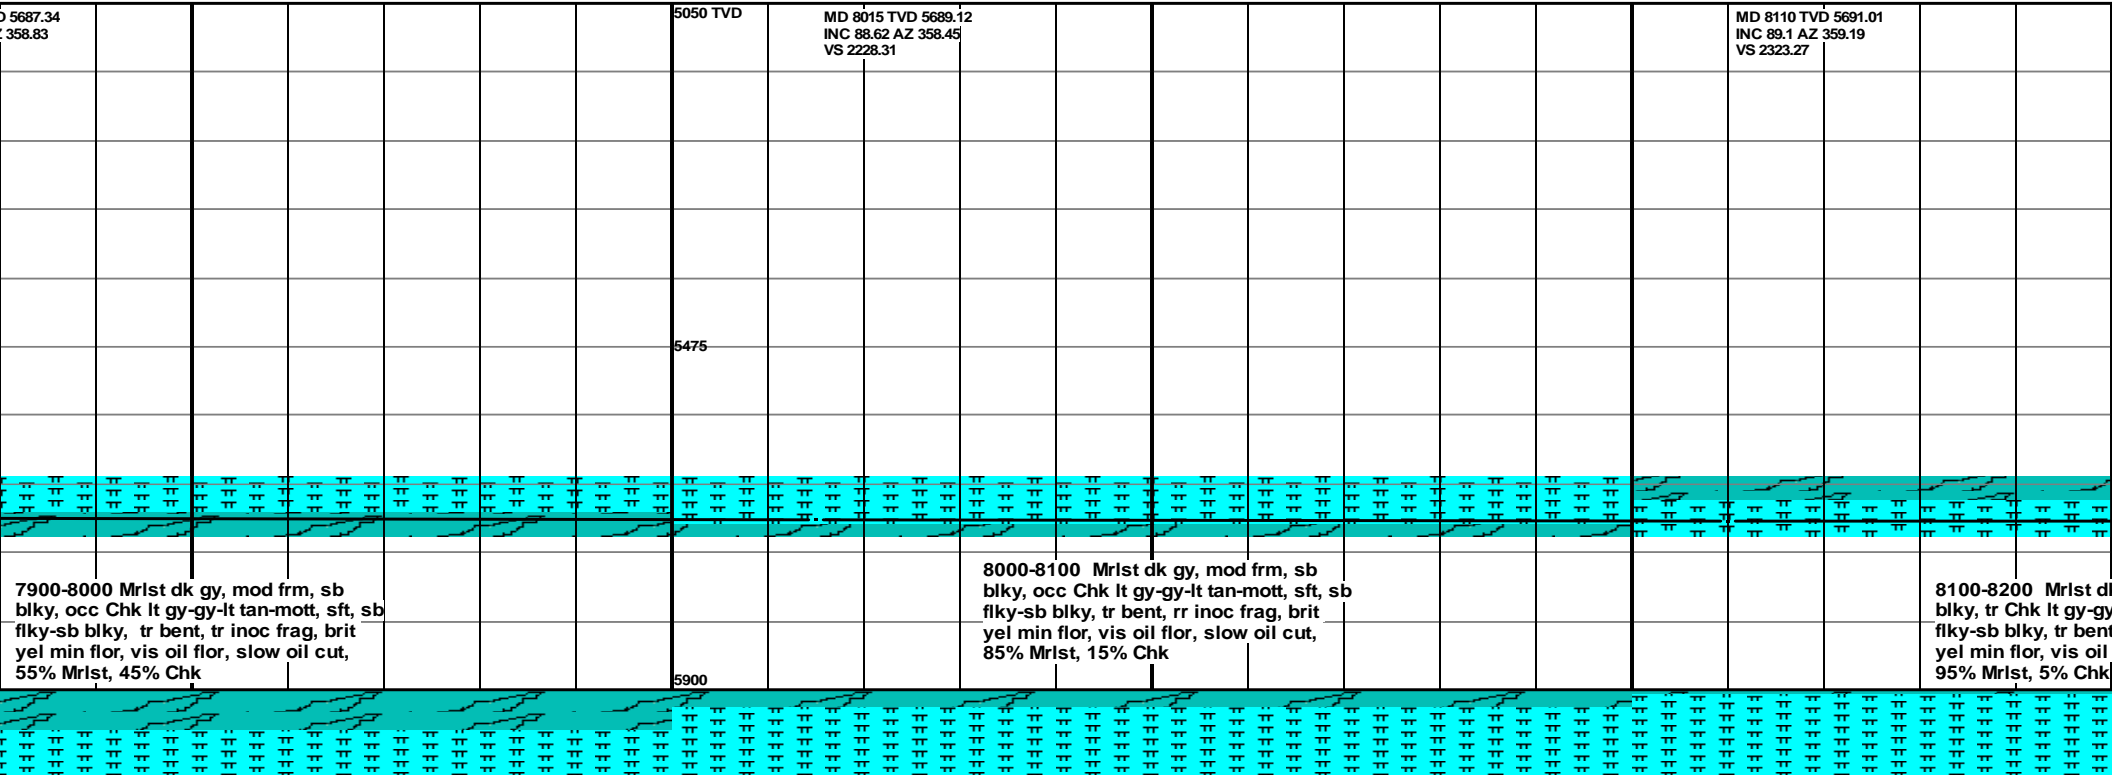 5687.34
358.83
5050 TVD
MD 8015 TVD 5689.12
INC 88.62 AZ 358.45
VS 2228.31
MD 8110 TVD 5691.01
INC 89.1 AZ 359.19
VS 2323.27
5475
7900-8000 Mrlst dk gy, mod frm, sb
blky, occ Chk lt gy-gy-lt tan-mott, sft, sb
flky-sb blky, tr bent, tr inoc frag, brit
yel min flor, vis oil flor, slow oil cut,
55% Mrlst, 45% Chk
8000-8100 Mrlst dk gy, mod frm, sb
blky, occ Chk lt gy-gy-lt tan-mott, sft, sb
flky-sb blky, tr bent, rr inoc frag, brit
yel min flor, vis oil flor, slow oil cut,
85% Mrlst, 15% Chk
8100-8200 Mrlst
blky, tr Chk lt gy-gy
flky-sb blky, tr bent
yel min flor, vis oil
95% Mrlst, 5% Chk
5900